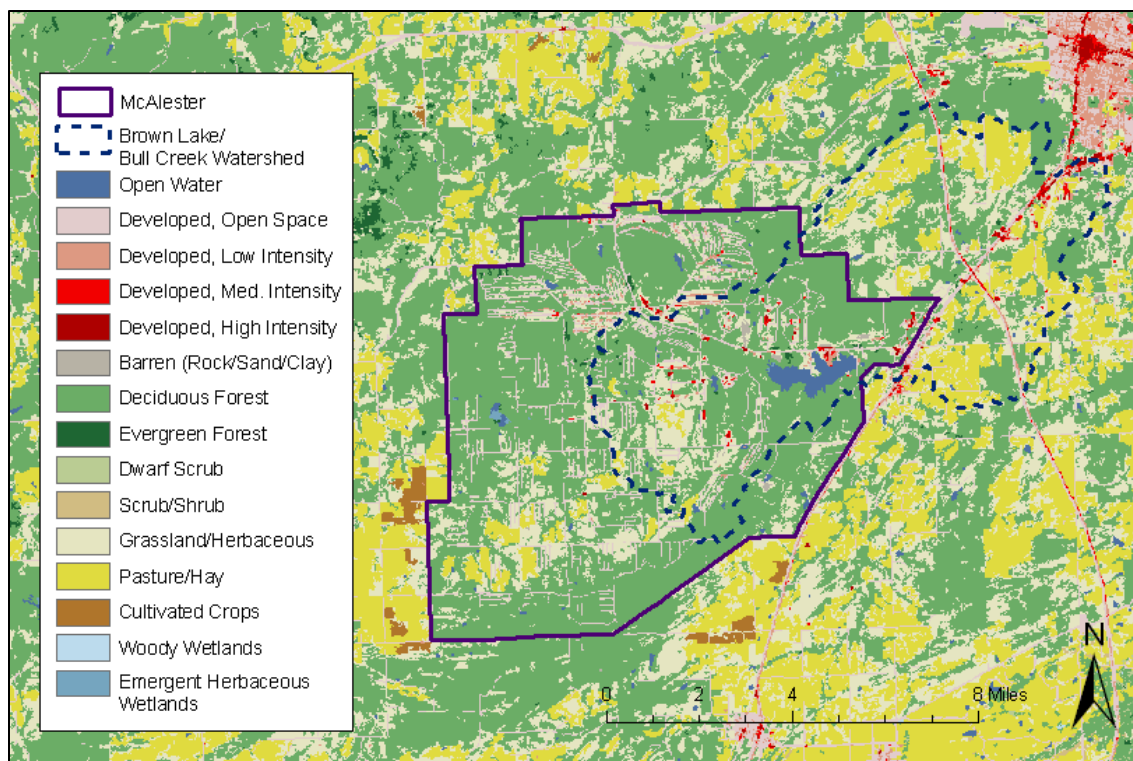 McAlester
Brown Lake/
Bull Creek Watershed
Open Water
Developed, Open Space
Developed, Low Intensity
Developed, Med. Intensity
Developed, High Intensity
Barren (Rock/Sand/Clay)
Deciduous Forest
Evergreen Forest
Dwarf Scrub
Scrub/Shrub
Grassland/Herbaceous
Pasture/Hay
Cultivated Crops
Woody Wetlands
Emergent Herbaceous
Wetlands
N
0 2 4 8 Miles